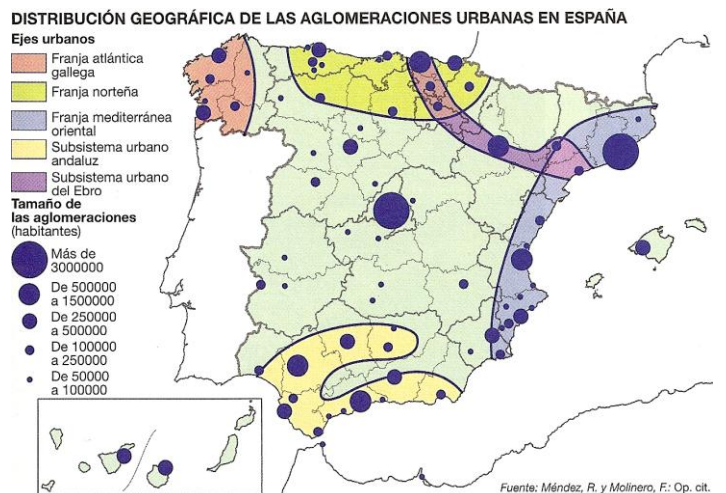 DISTRIBUCIÓN GEOGRÁFICA DE LAS AGLOMERACIONES URBANAS EN ESPAÑA
Ejes urbanos
Franja atlántica
gallega
Franja norteña
Franja mediterránea
oriental
Subsistema urbano
andaluz
Subsistema urbano
del Ebro
Tamaño de
las aglomeraciones
(habitantes)
Más de
3000000
De 500000
a 1500000
De 250000
a 500000
De 100000
a 250000
De 50000
a 100000
Fuente: Méndez, R. y Molinero, F.: Op. cit.